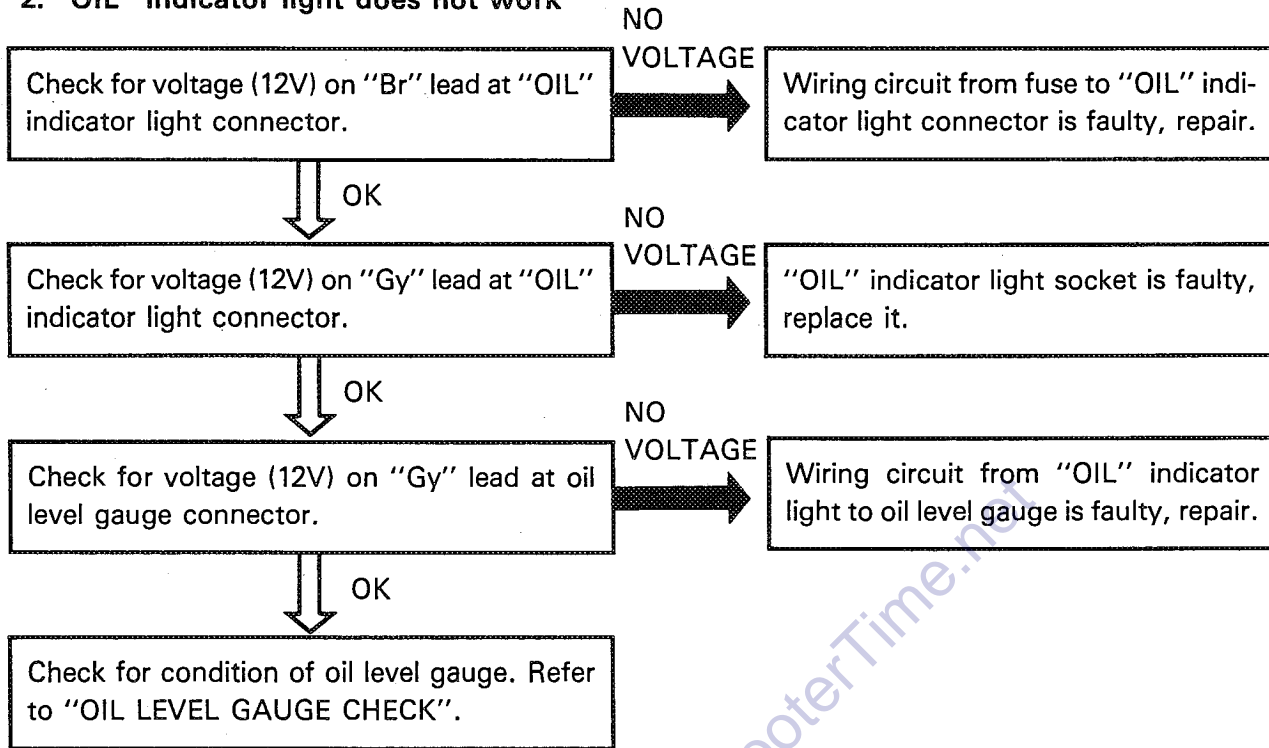 2. "OIL" indicator light does not work
NO
VOLTAGE
Check for voltage (12V) on "Br" lead at "OIL"
indicator light connector.
Wiring circuit from fuse to "OIL" indi-
cator light connector is faulty, repair.
OK
NO
VOLTAGE
Check for voltage (12V) on "Gy" lead at "OIL"
indicator light connector.
"OIL" indicator light socket is faulty,
replace it.
OK
NO
VOLTAGE
Check for voltage (12V) on "Gy" lead at oil
level gauge connector.
Wiring circuit from "OIL" indicator
light to oil level gauge is faulty, repair.
OK
Check for condition of oil level gauge. Refer
to "OIL LEVEL GAUGE CHECK".
ooterTime.net